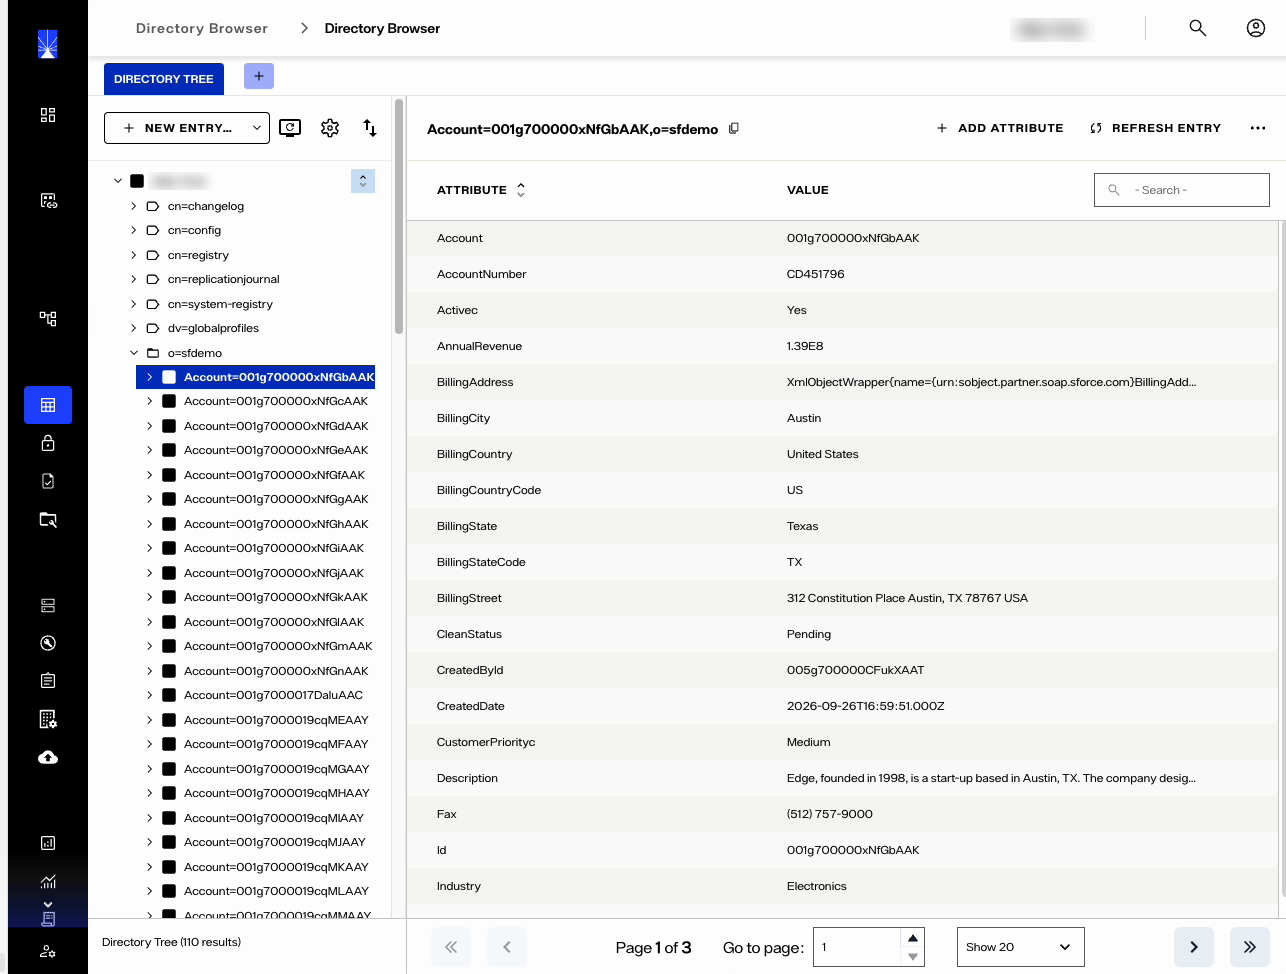 Directory Browser > Directory Browser
DIRECTORY TREE +
+ NEW ENTRY...
Account=001g700000xNfGbAAK,o=sfdemo
+ ADD ATTRIBUTE
REFRESH ENTRY
cn=changelog
cn=config
cn=registry
cn=replicationjournal
cn=system-registry
dv=globalprofiles
o=sfdemo
Account=001g700000xNfGbAAK
Account=001g700000xNfGcAAK
Account=001g700000xNfGdAAK
Account=001g700000xNfGeAAK
Account=001g700000xNfGfAAK
Account=001g700000xNfGgAAK
Account=001g700000xNfGhAAK
Account=001g700000xNfGiAAK
Account=001g700000xNfGjAAK
Account=001g700000xNfGkAAK
Account=001g700000xNfGlAAK
Account=001g700000xNfGmAAK
Account=001g700000xNfGnAAK
Account=001g7000017DaluAAC
Account=001g7000019cqMEAAY
Account=001g7000019cqMFAAY
Account=001g7000019cqMGAAY
Account=001g7000019cqMHAAY
Account=001g7000019cqMIAAY
Account=001g7000019cqMJAAY
Account=001g7000019cqMKAAY
Account=001g7000019cqMLAAY
Account=001g7000019cqMMAAY
Directory Tree (110 results)
ATTRIBUTE VALUE
- Search -
Account 001g700000xNfGbAAK
AccountNumber CD451796
Activec Yes
AnnualRevenue 1.39E8
BillingAddress XmlObjectWrapper{name={urn:sobject.partner.soap.sforce.com}BillingAdd...
BillingCity Austin
BillingCountry United States
BillingCountryCode US
BillingState Texas
BillingStateCode TX
BillingStreet 312 Constitution Place Austin, TX 78767 USA
CleanStatus Pending
CreatedById 005g700000CFukXAAT
CreatedDate 2026-09-26T16:59:51.000Z
CustomerPriorityc Medium
Description Edge, founded in 1998, is a start-up based in Austin, TX. The company desig...
Fax (512) 757-9000
Id 001g700000xNfGbAAK
Industry Electronics
Page 1 of 3
Go to page: 1
Show 20